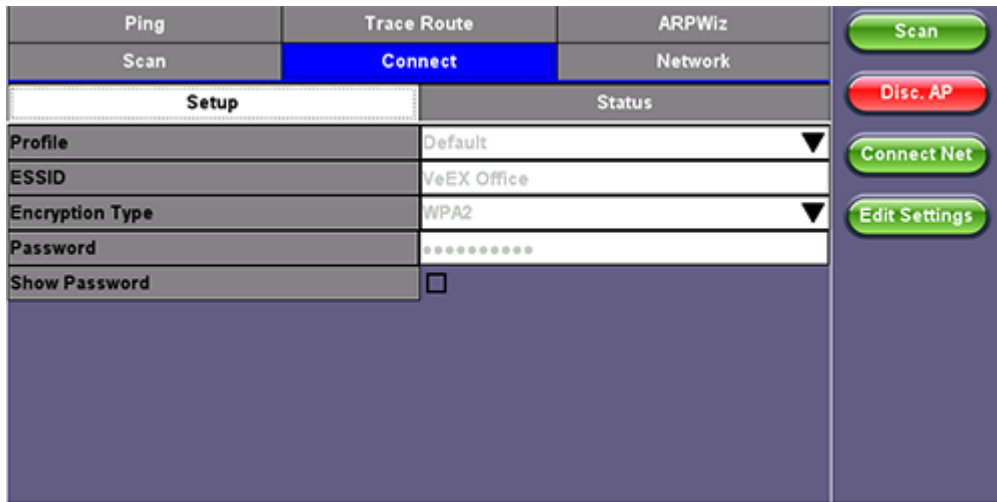 Ping Trace Route ARPWiz
Scan Connect Network
Setup Status
Profile Default
ESSID VeEX Office
Encryption Type WPA2
Password ••••••••••
Show Password
Scan
Disc. AP
Connect Net
Edit Settings